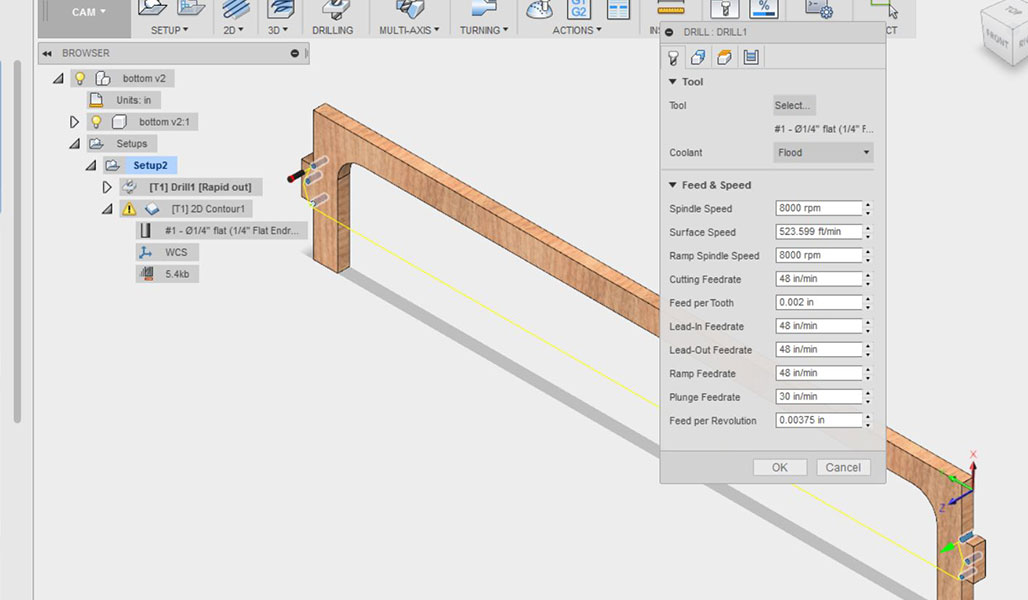 CAM
SETUP
2D
3D
DRILLING
MULTI-AXIS
TURNING
G1
G2
ACTIONS
%
BROWSER
bottom v2
Units: in
bottom v2:1
Setups
Setup2
[T1] Drill1 [Rapid out]
[T1] 2D Contour1
#1 - Ø1/4" flat (1/4" Flat Endr...
WCS
5.4kb
DRILL : DRILL1
Tool
Tool Select...
#1 - Ø1/4" flat (1/4" F...
Coolant Flood
Feed & Speed
Spindle Speed 8000 rpm
Surface Speed 523.599 ft/min
Ramp Spindle Speed 8000 rpm
Cutting Feedrate 48 in/min
Feed per Tooth 0.002 in
Lead-In Feedrate 48 in/min
Lead-Out Feedrate 48 in/min
Ramp Feedrate 48 in/min
Plunge Feedrate 30 in/min
Feed per Revolution 0.00375 in
OK Cancel
FRONT
X
Z